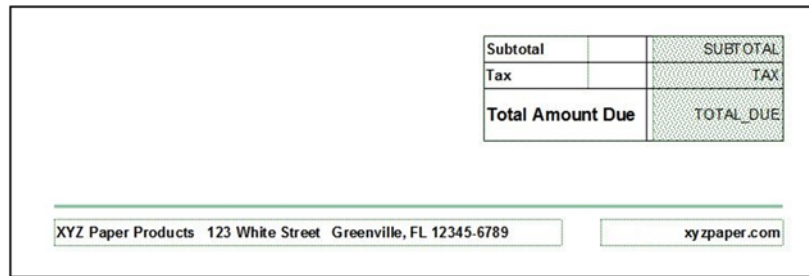 Subtotal SUBTOTAL
Tax TAX
Total Amount Due TOTAL_DUE
XYZ Paper Products 123 White Street Greenville, FL 12345-6789 xyzpaper.com